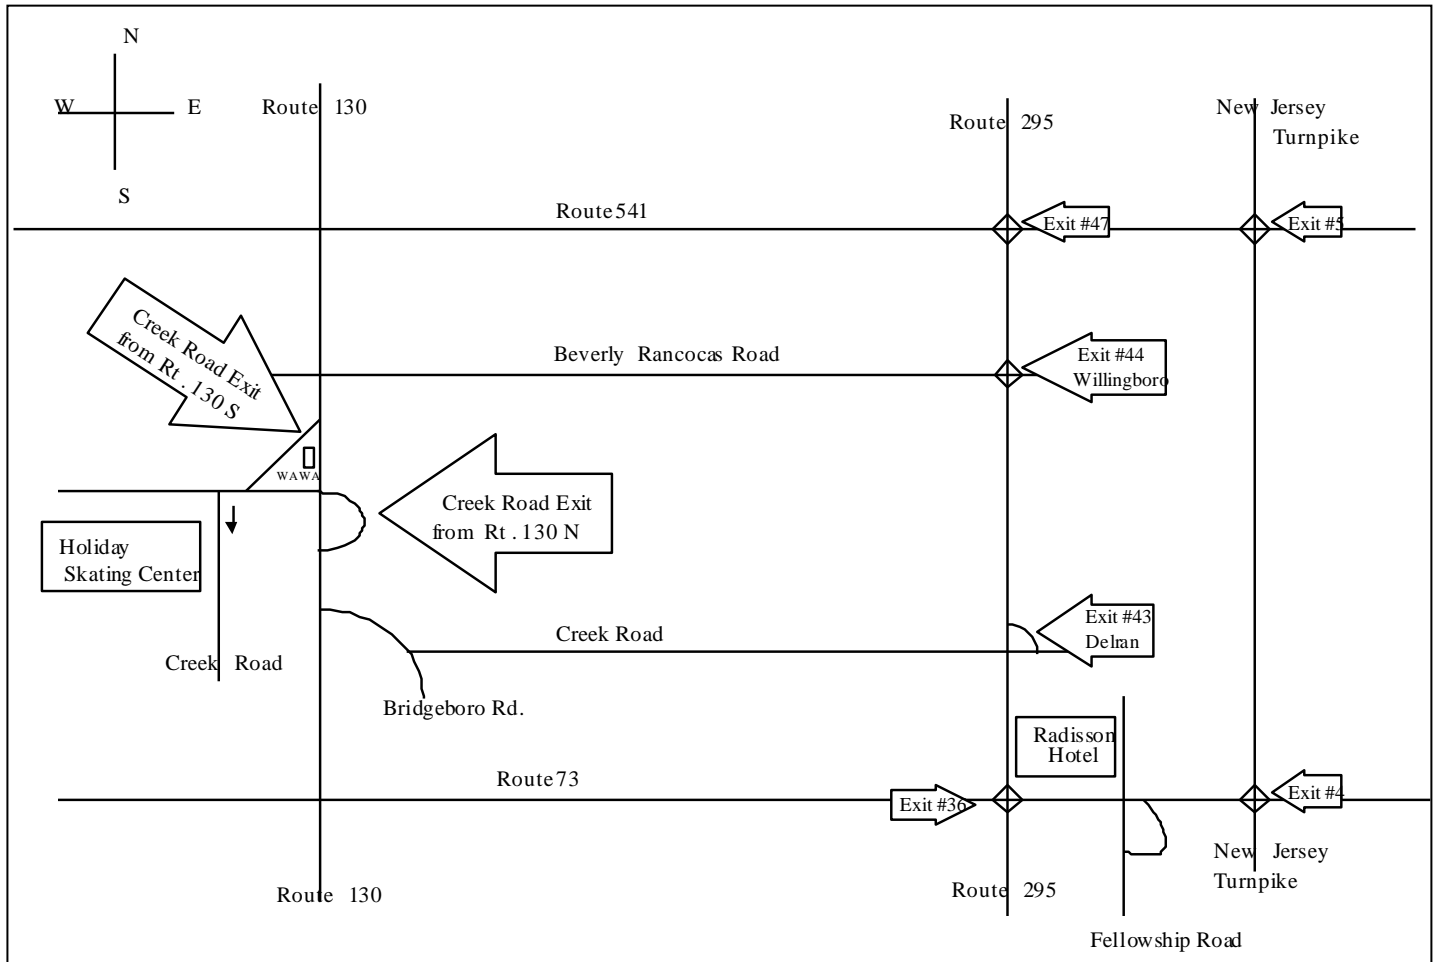 N
W E
S
Route 130
Route 295
New Jersey
Turnpike
Route 541
Exit #47
Exit #5
Creek Road Exit
from Rt. 130 S
Beverly Rancocas Road
Exit #44
Willingboro
WAWA
Creek Road Exit
from Rt. 130 N
Holiday
Skating Center
Creek Road
Creek Road
Exit #43
Delran
Bridgeboro Rd.
Radisson
Hotel
Route 73
Exit #36
Exit #4
New Jersey
Turnpike
Route 130
Route 295
Fellowship Road